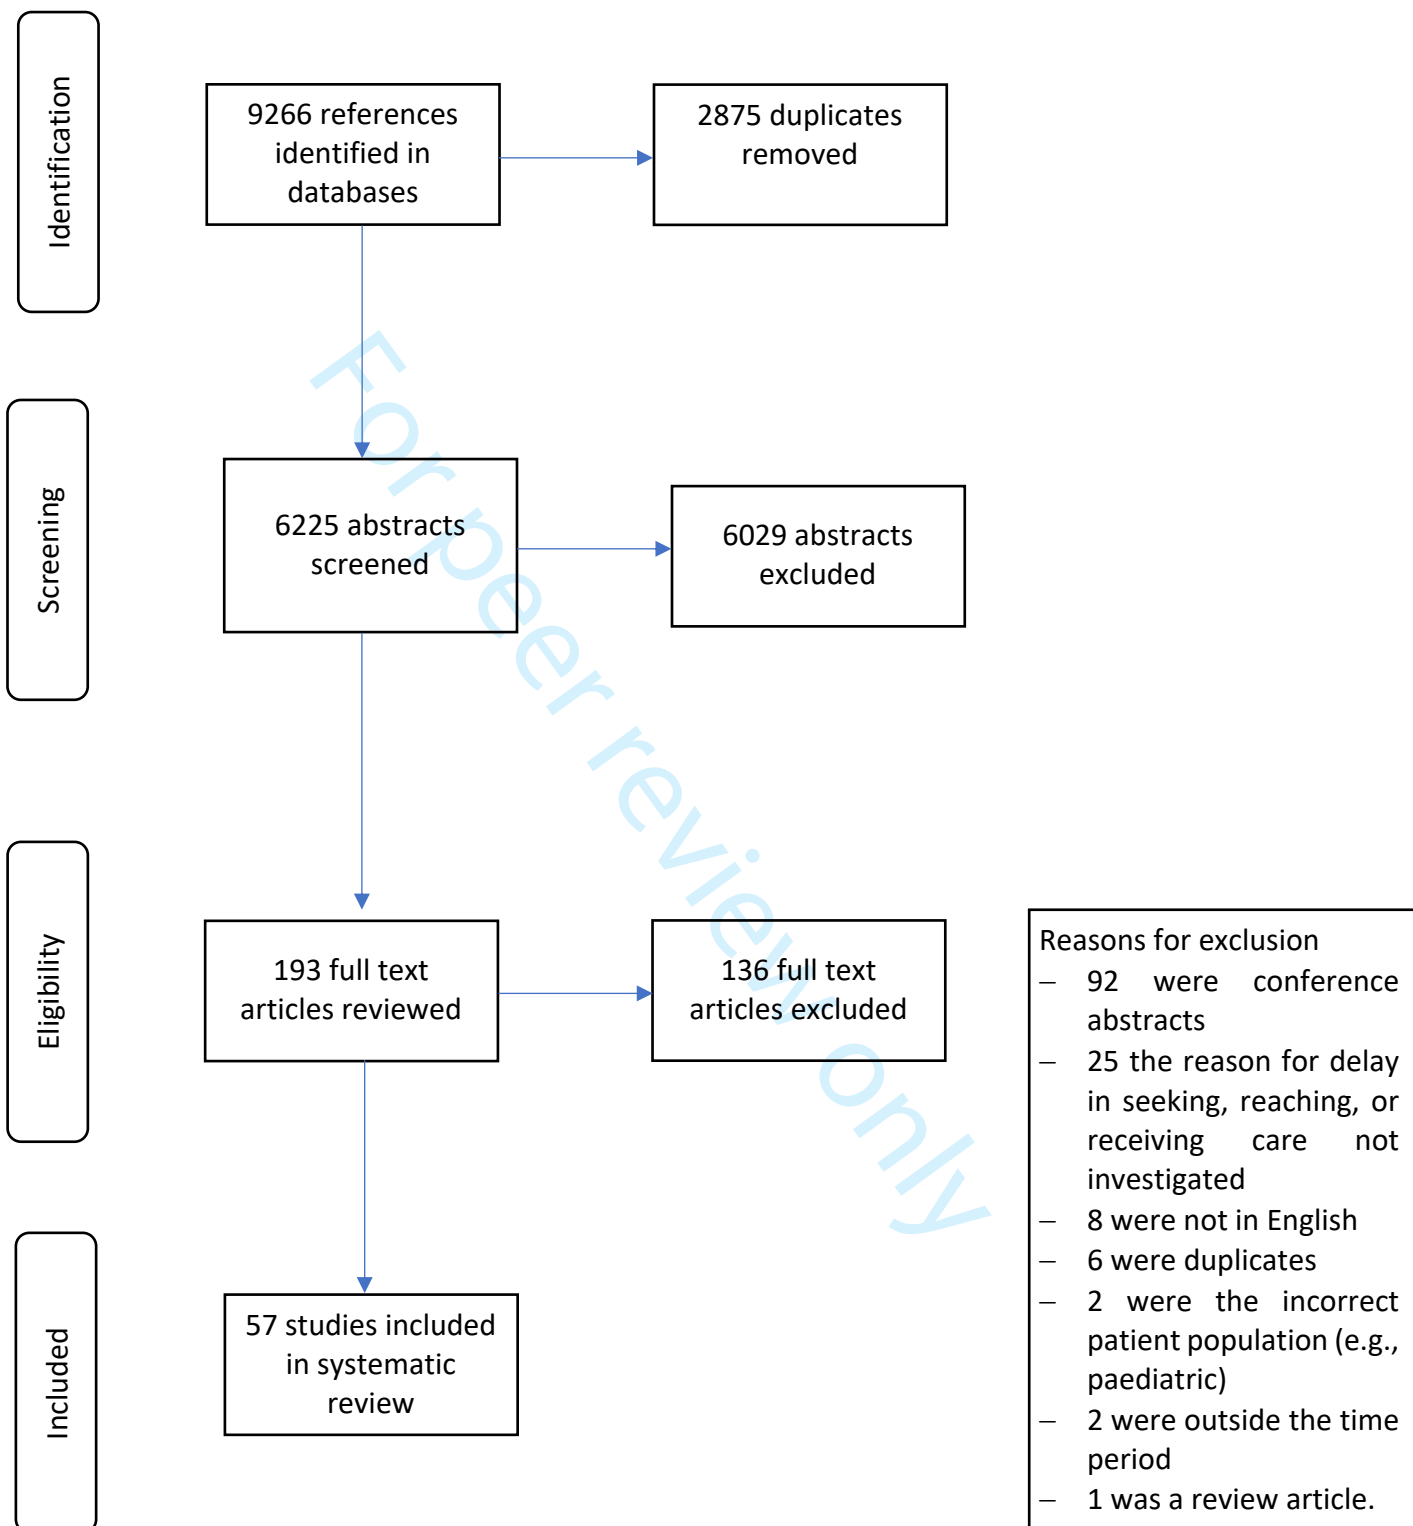 Identification
9266 references
identified in
databases
2875 duplicates
removed
Screening
6225 abstracts
screened
6029 abstracts
excluded
Eligibility
193 full text
articles reviewed
136 full text
articles excluded
Reasons for exclusion
– 92 were conference
abstracts
– 25 the reason for delay
in seeking, reaching, or
receiving care not
investigated
– 8 were not in English
– 6 were duplicates
– 2 were the incorrect
patient population (e.g.,
paediatric)
– 2 were outside the time
period
– 1 was a review article.
Included
57 studies included
in systematic
review
For peer review only